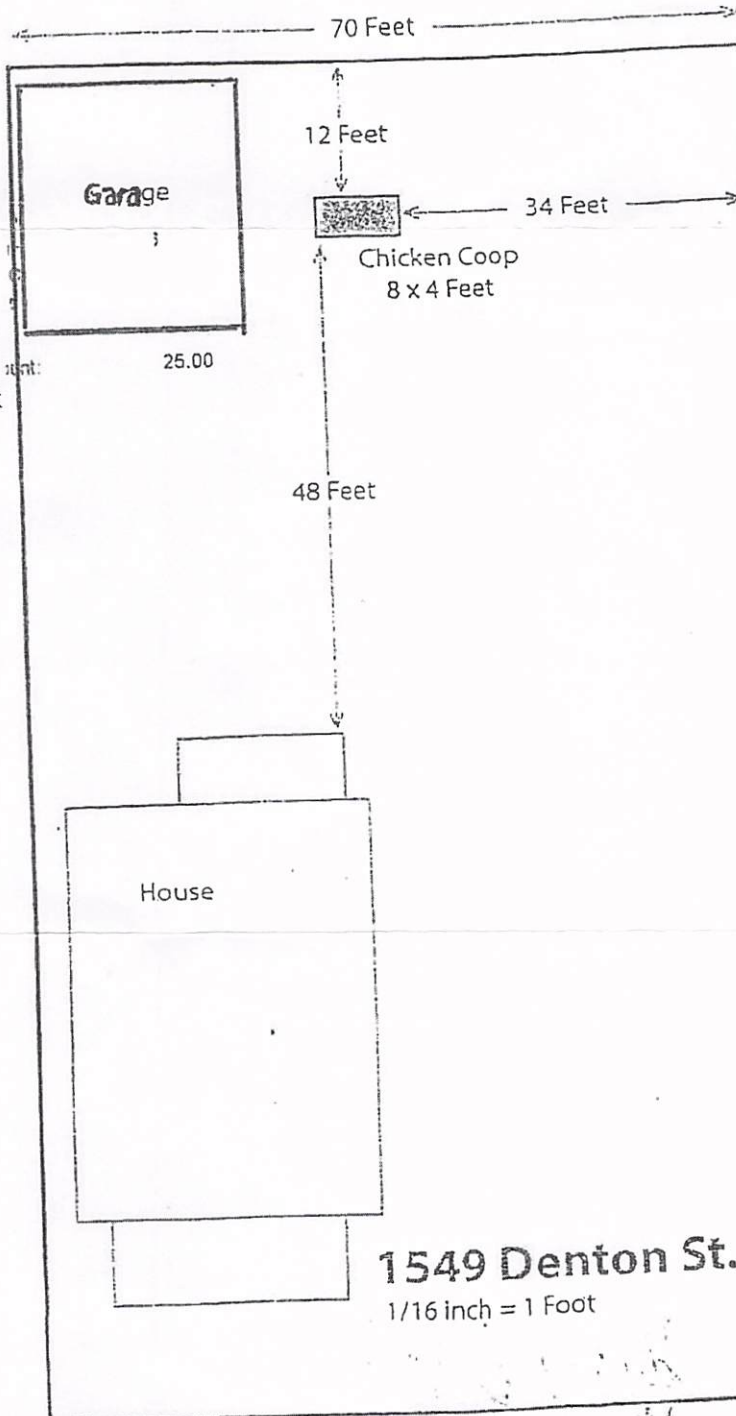 70 Feet
12 Feet
Garage
34 Feet
Chicken Coop
8 x 4 Feet
25.00
48 Feet
House
1549 Denton St.
1/16 inch = 1 Foot